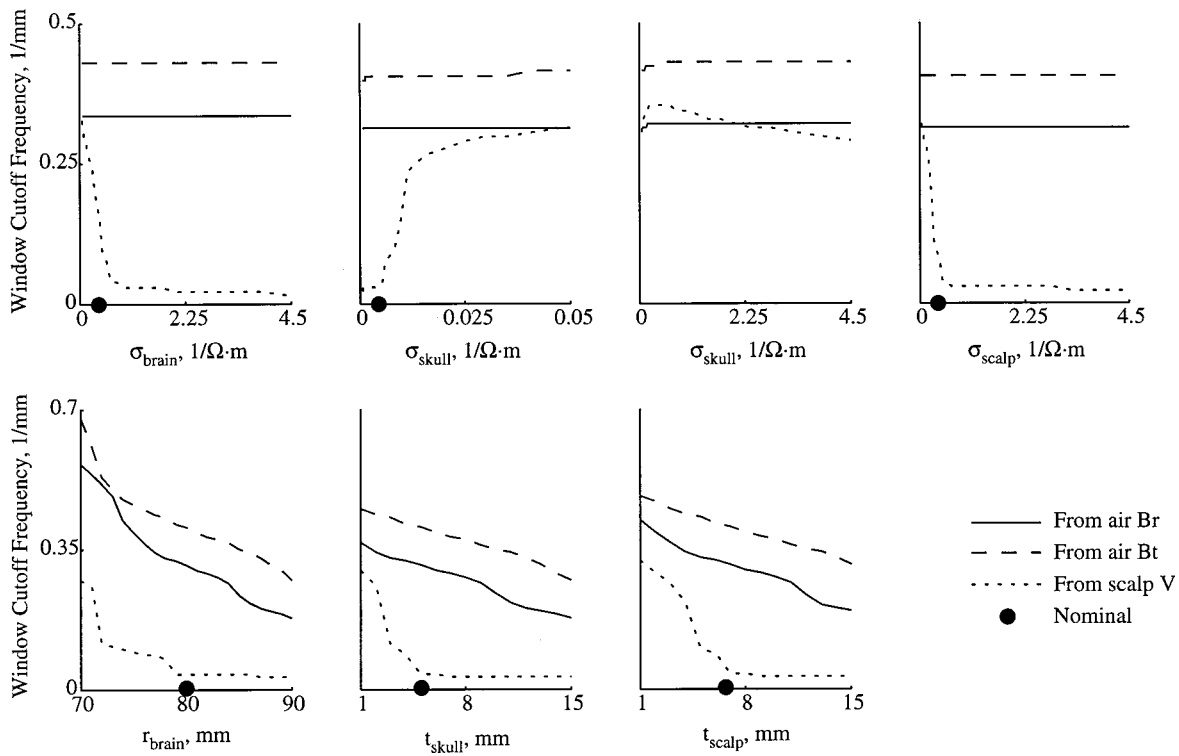 Window Cutoff Frequency, 1/mm
0.5
0.25
0
0 2.25 4.5
σbrain, 1/Ω·m
0 0.025 0.05
σskull, 1/Ω·m
0 2.25 4.5
σskull, 1/Ω·m
0 2.25 4.5
σscalp, 1/Ω·m
Window Cutoff Frequency, 1/mm
0.7
0.35
0
70 80 90
rbrain, mm
1 8 15
tskull, mm
1 8 15
tscalp, mm
From air Br
From air Bt
From scalp V
Nominal